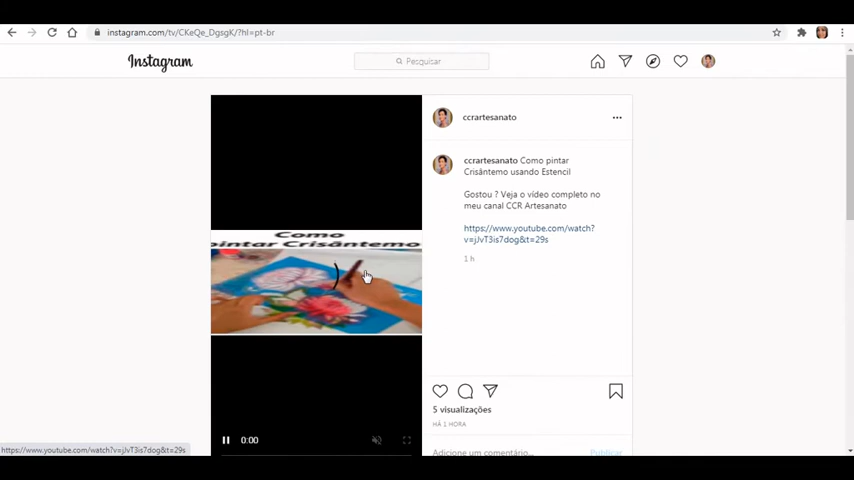 instagram.com/tv/CKeQe_DgsgK/?hl=pt-br
Instagram
Pesquisar
ccrartesanato
ccrartesanato Como pintar
Crisântemo usando Estencil
Gostou ? Veja o vídeo completo no
meu canal CCR Artesanato
https://www.youtube.com/watch?
v=jJvT3is7dog&t=29s
1 h
Como
pintar Crisântemo
5 visualizações
HÁ 1 HORA
0:00
Adicione um comentário...
Publicar
https://www.youtube.com/watch?v=jJvT3is7dog&t=29s